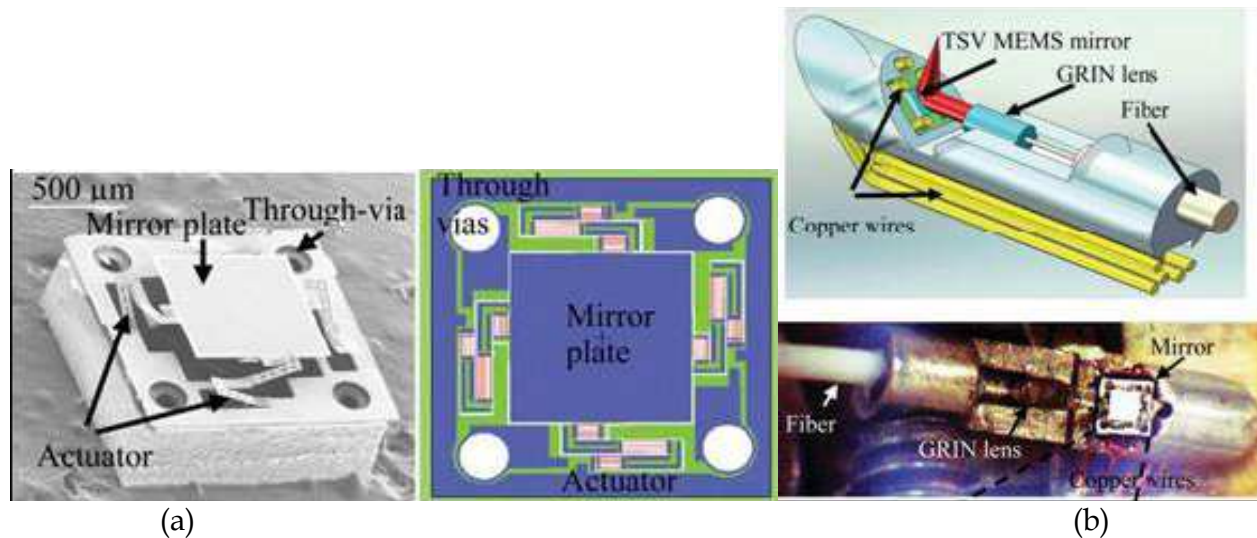 500 µm
Mirror plate
Through-via
Actuator
Through
vias
Mirror
plate
Actuator
(a)
TSV MEMS mirror
GRIN lens
Fiber
Copper wires
Mirror
Fiber
GRIN lens
Copper wires
(b)